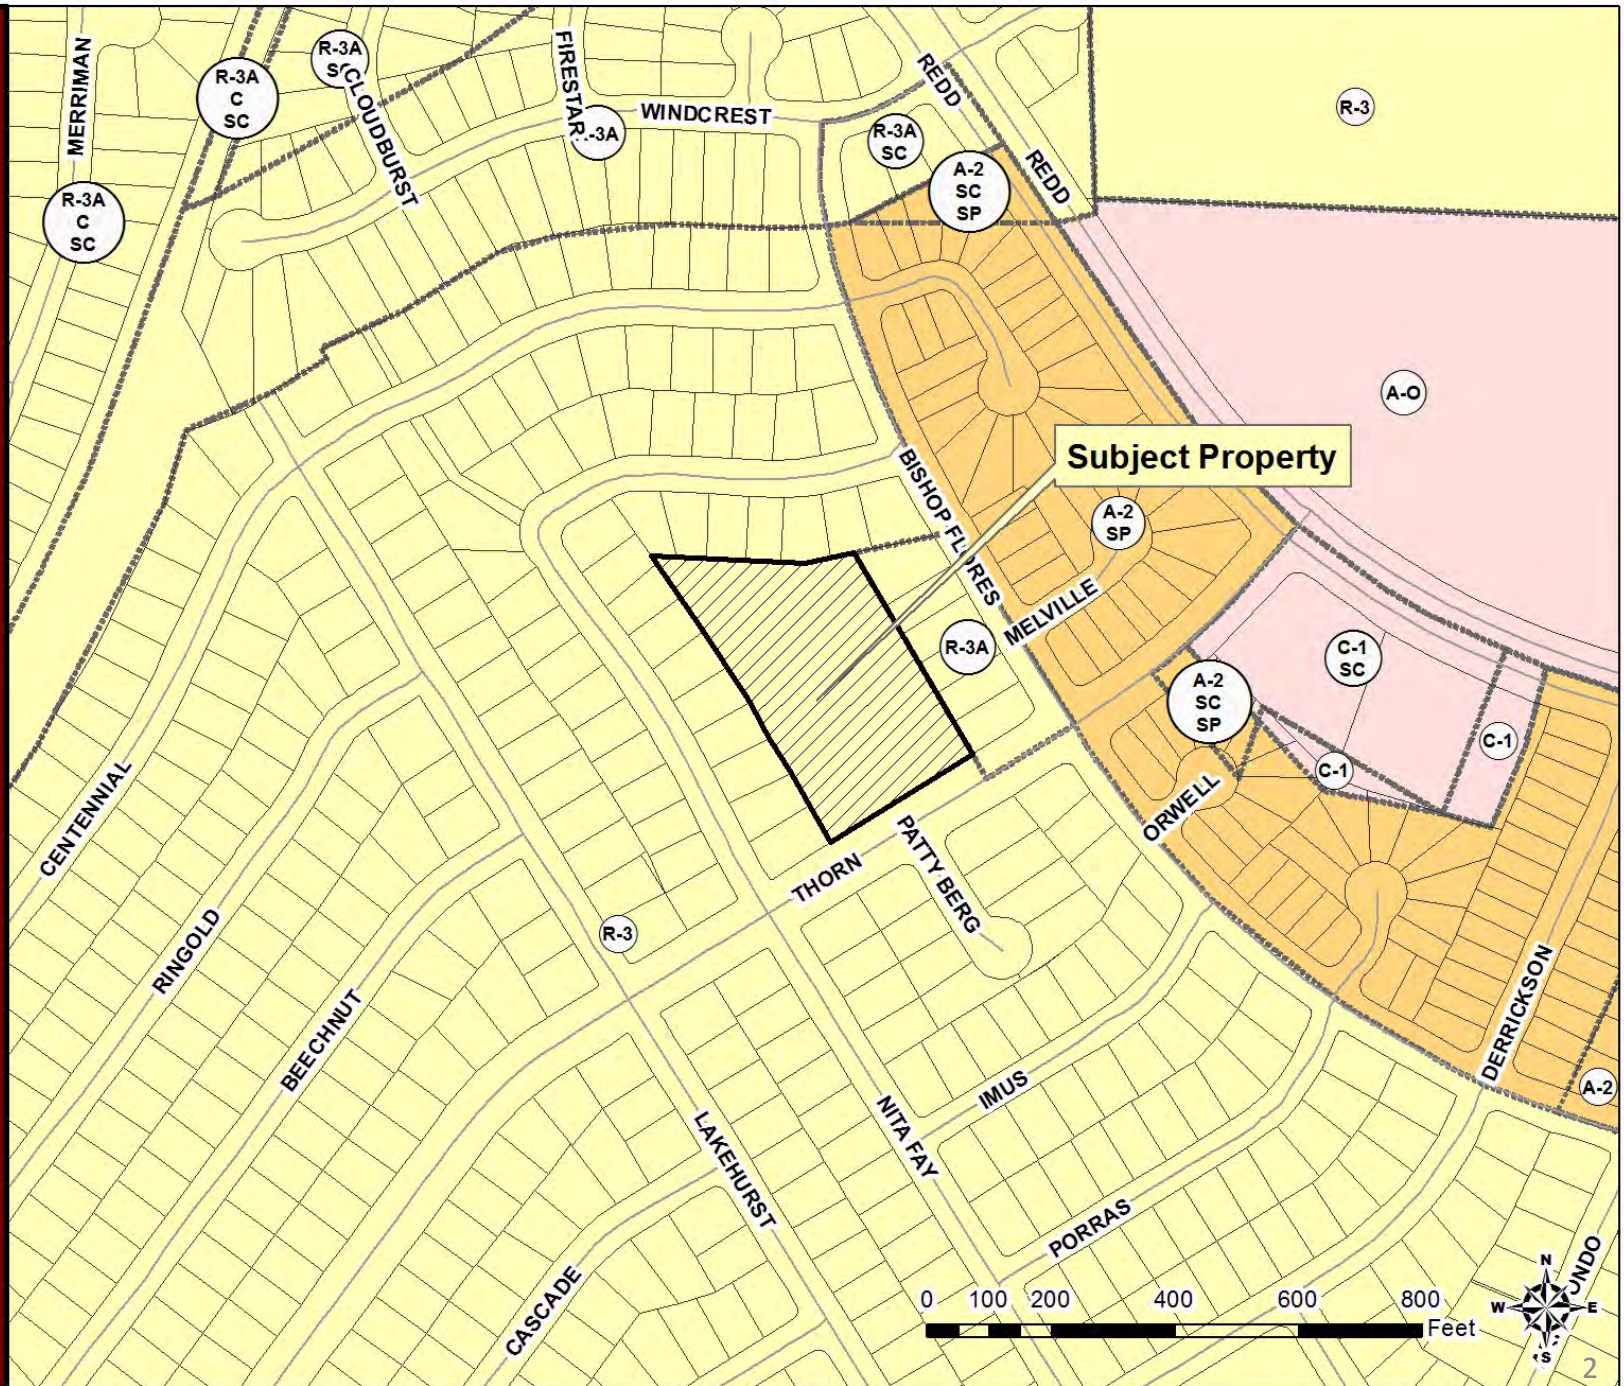 MERRIMAN
R-3A
C
SC
R-3A
CLOUDBURST
FIRESTAR
WINDCREST
REDD
R-3
R-3A
SC
A-2
SC
SP
REDD
R-3A
C
SC
A-O
Subject Property
BISHOP FLORES
A-2
SP
MELVILLE
R-3A
C-1
SC
A-2
SC
SP
C-1
C-1
ORWELL
CENTENNIAL
THORN
PATTY BERG
RINGOLD
R-3
BEECHNUT
DERRICKSON
A-2
IMUS
NITA FAY
LAKEHURST
PORRAS
CASCADE
0 100 200 400 600 800
Feet
N
W E
S
2